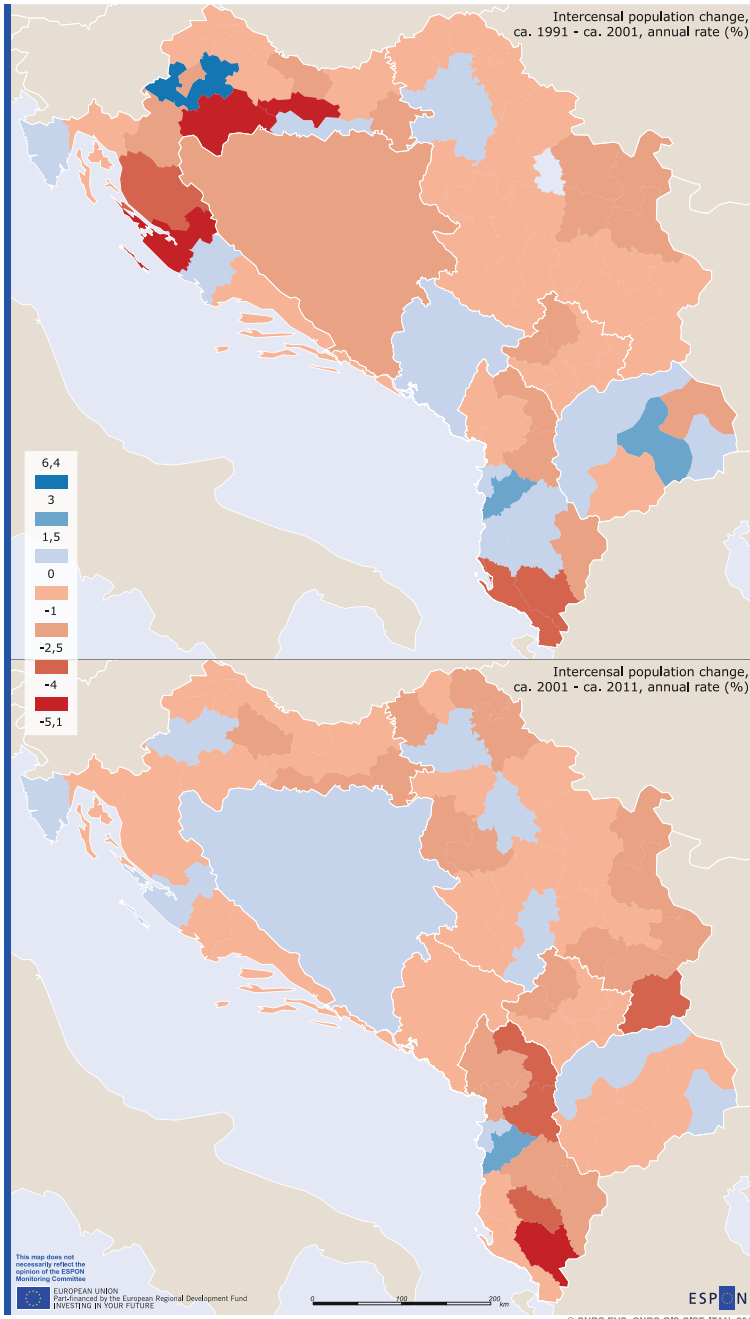 Intercensal population change,
ca. 1991 - ca. 2001, annual rate (%)
6,4
3
1,5
0
-1
-2,5
-4
-5,1
Intercensal population change,
ca. 2001 - ca. 2011, annual rate (%)
This map does not
necessarily reflect the
opinion of the ESPON
Monitoring Committee
EUROPEAN UNION
Part-financed by the European Regional Development Fund
INVESTING IN YOUR FUTURE
0 100 200
km
ESPON